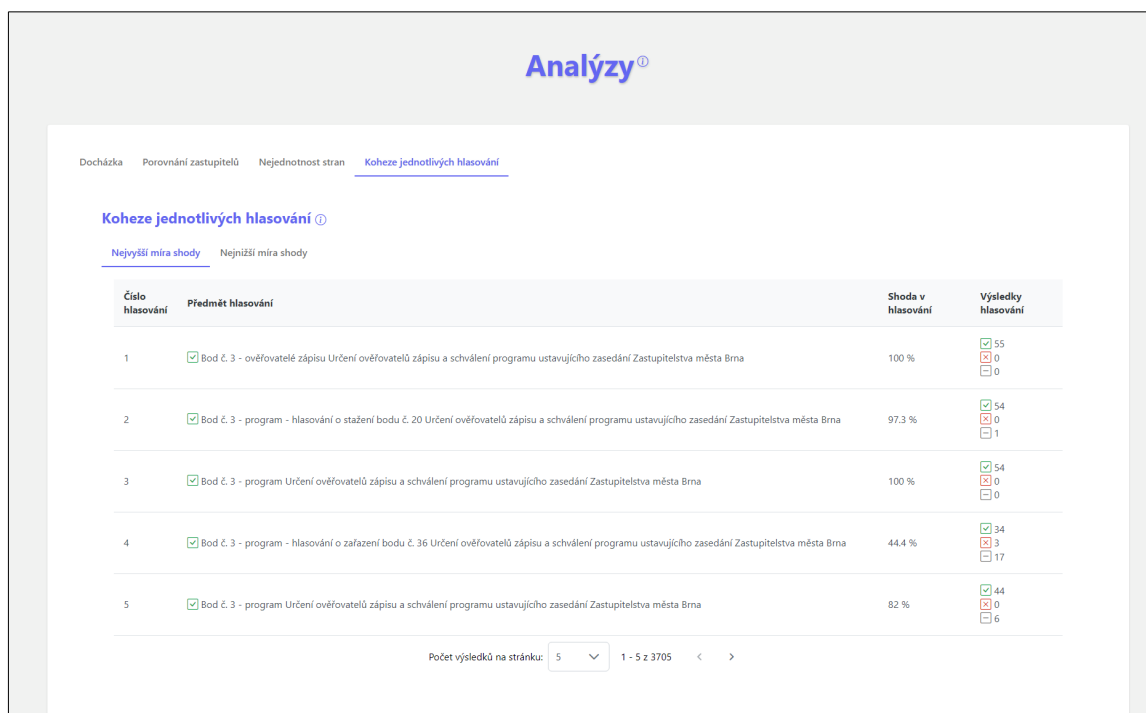 Analýzy
Docházka Porovnání zastupitelů Nejednotnost stran Koheze jednotlivých hlasování
Koheze jednotlivých hlasování
Nejvyšší míra shody Nejnižší míra shody
Číslo hlasování Předmět hlasování Shoda v hlasování Výsledky hlasování
1 Bod č. 3 - ověřovatelé zápisu Určení ověřovatelů zápisu a schválení programu ustavujícího zasedání Zastupitelstva města Brna 100 % 55
0
0
2 Bod č. 3 - program - hlasování o stažení bodu č. 20 Určení ověřovatelů zápisu a schválení programu ustavujícího zasedání Zastupitelstva města Brna 97.3 % 54
0
1
3 Bod č. 3 - program Určení ověřovatelů zápisu a schválení programu ustavujícího zasedání Zastupitelstva města Brna 100 % 54
0
0
4 Bod č. 3 - program - hlasování o zařazení bodu č. 36 Určení ověřovatelů zápisu a schválení programu ustavujícího zasedání Zastupitelstva města Brna 44.4 % 34
3
17
5 Bod č. 3 - program Určení ověřovatelů zápisu a schválení programu ustavujícího zasedání Zastupitelstva města Brna 82 % 44
0
6
Počet výsledků na stránku: 5 1 - 5 z 3705